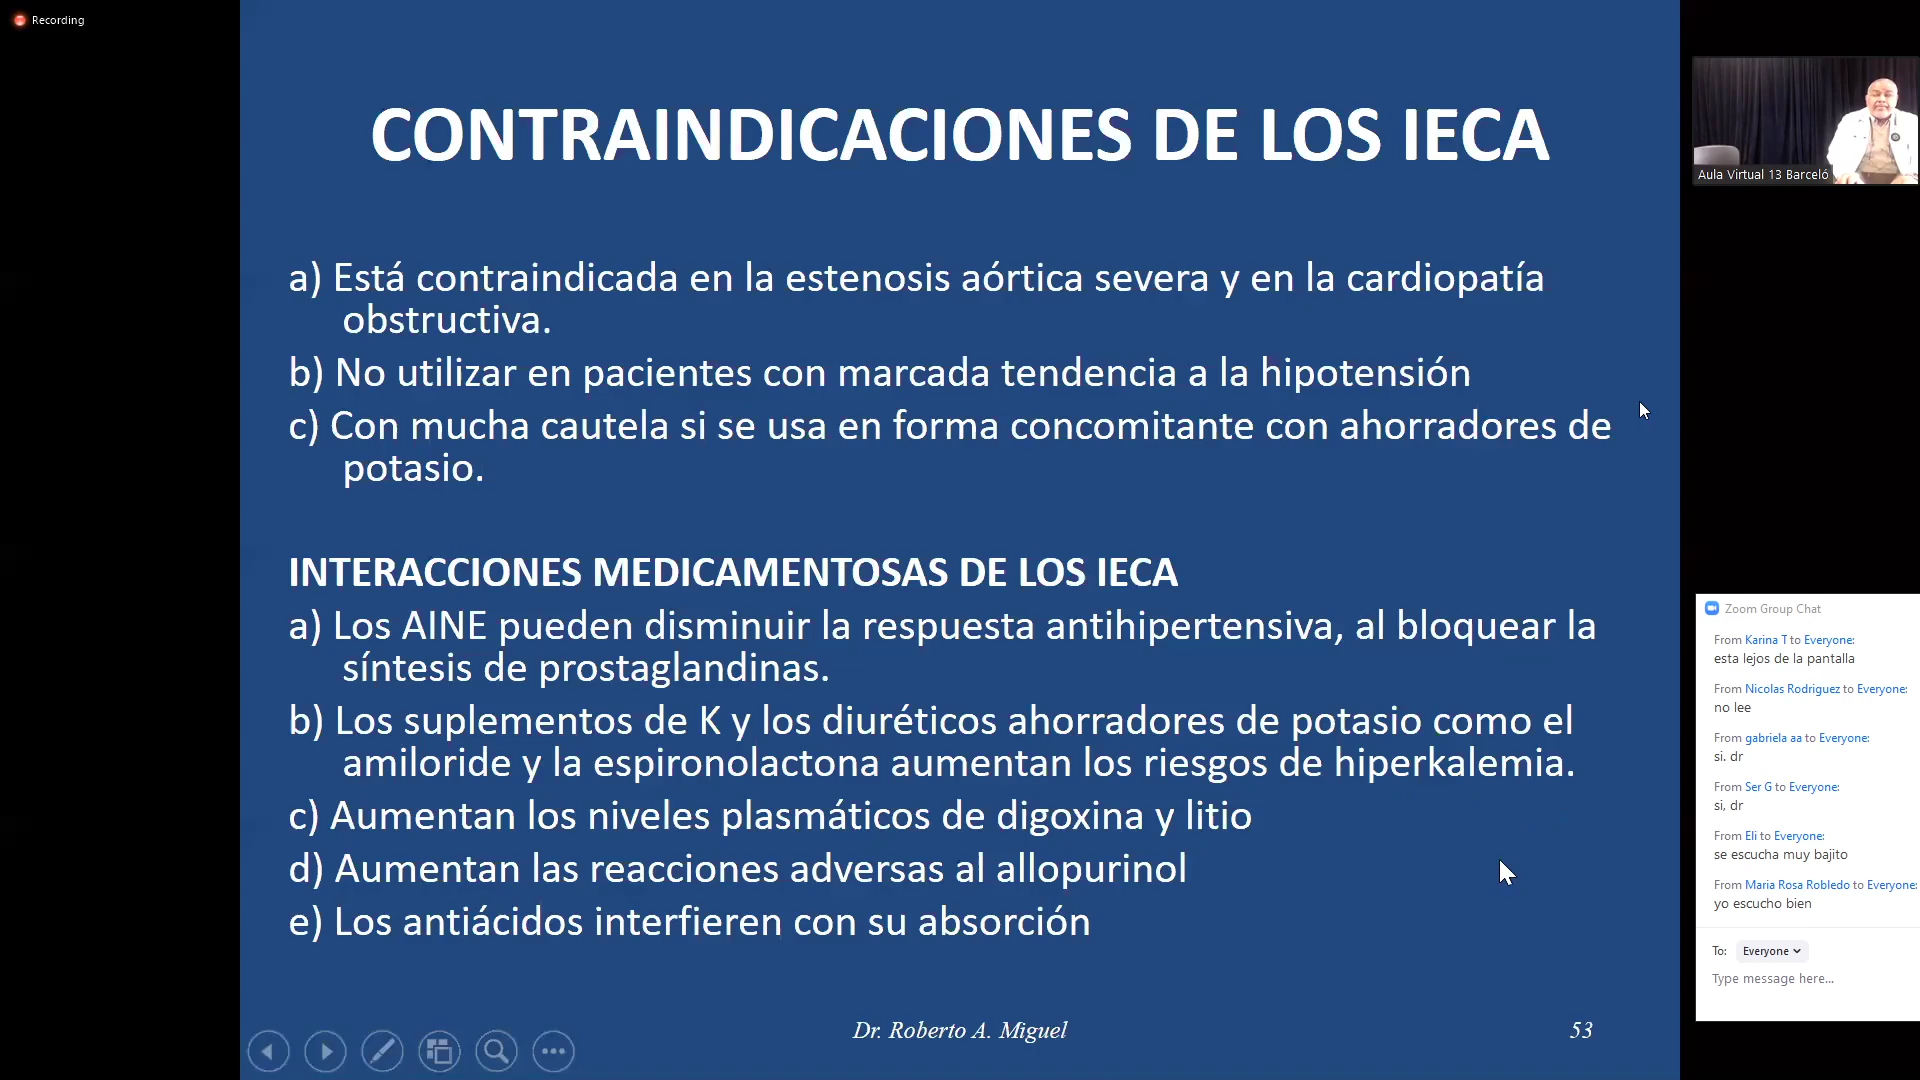 Recording
CONTRAINDICACIONES DE LOS IECA
a) Está contraindicada en la estenosis aórtica severa y en la cardiopatía
obstructiva.
b) No utilizar en pacientes con marcada tendencia a la hipotensión
c) Con mucha cautela si se usa en forma concomitante con ahorradores de
potasio.
INTERACCIONES MEDICAMENTOSAS DE LOS IECA
a) Los AINE pueden disminuir la respuesta antihipertensiva, al bloquear la
síntesis de prostaglandinas.
b) Los suplementos de K y los diuréticos ahorradores de potasio como el
amiloride y la espironolactona aumentan los riesgos de hiperkalemia.
c) Aumentan los niveles plasmáticos de digoxina y litio
d) Aumentan las reacciones adversas al allopurinol
e) Los antiácidos interfieren con su absorción
Dr. Roberto A. Miguel
53
Aula Virtual 13 Barceló
Zoom Group Chat
From Karina T to Everyone:
esta lejos de la pantalla
From Nicolas Rodriguez to Everyone:
no lee
From gabriela aa to Everyone:
si. dr
From Ser G to Everyone:
si, dr
From Eli to Everyone:
se escucha muy bajito
From Maria Rosa Robledo to Everyone:
yo escucho bien
To: Everyone
Type message here...